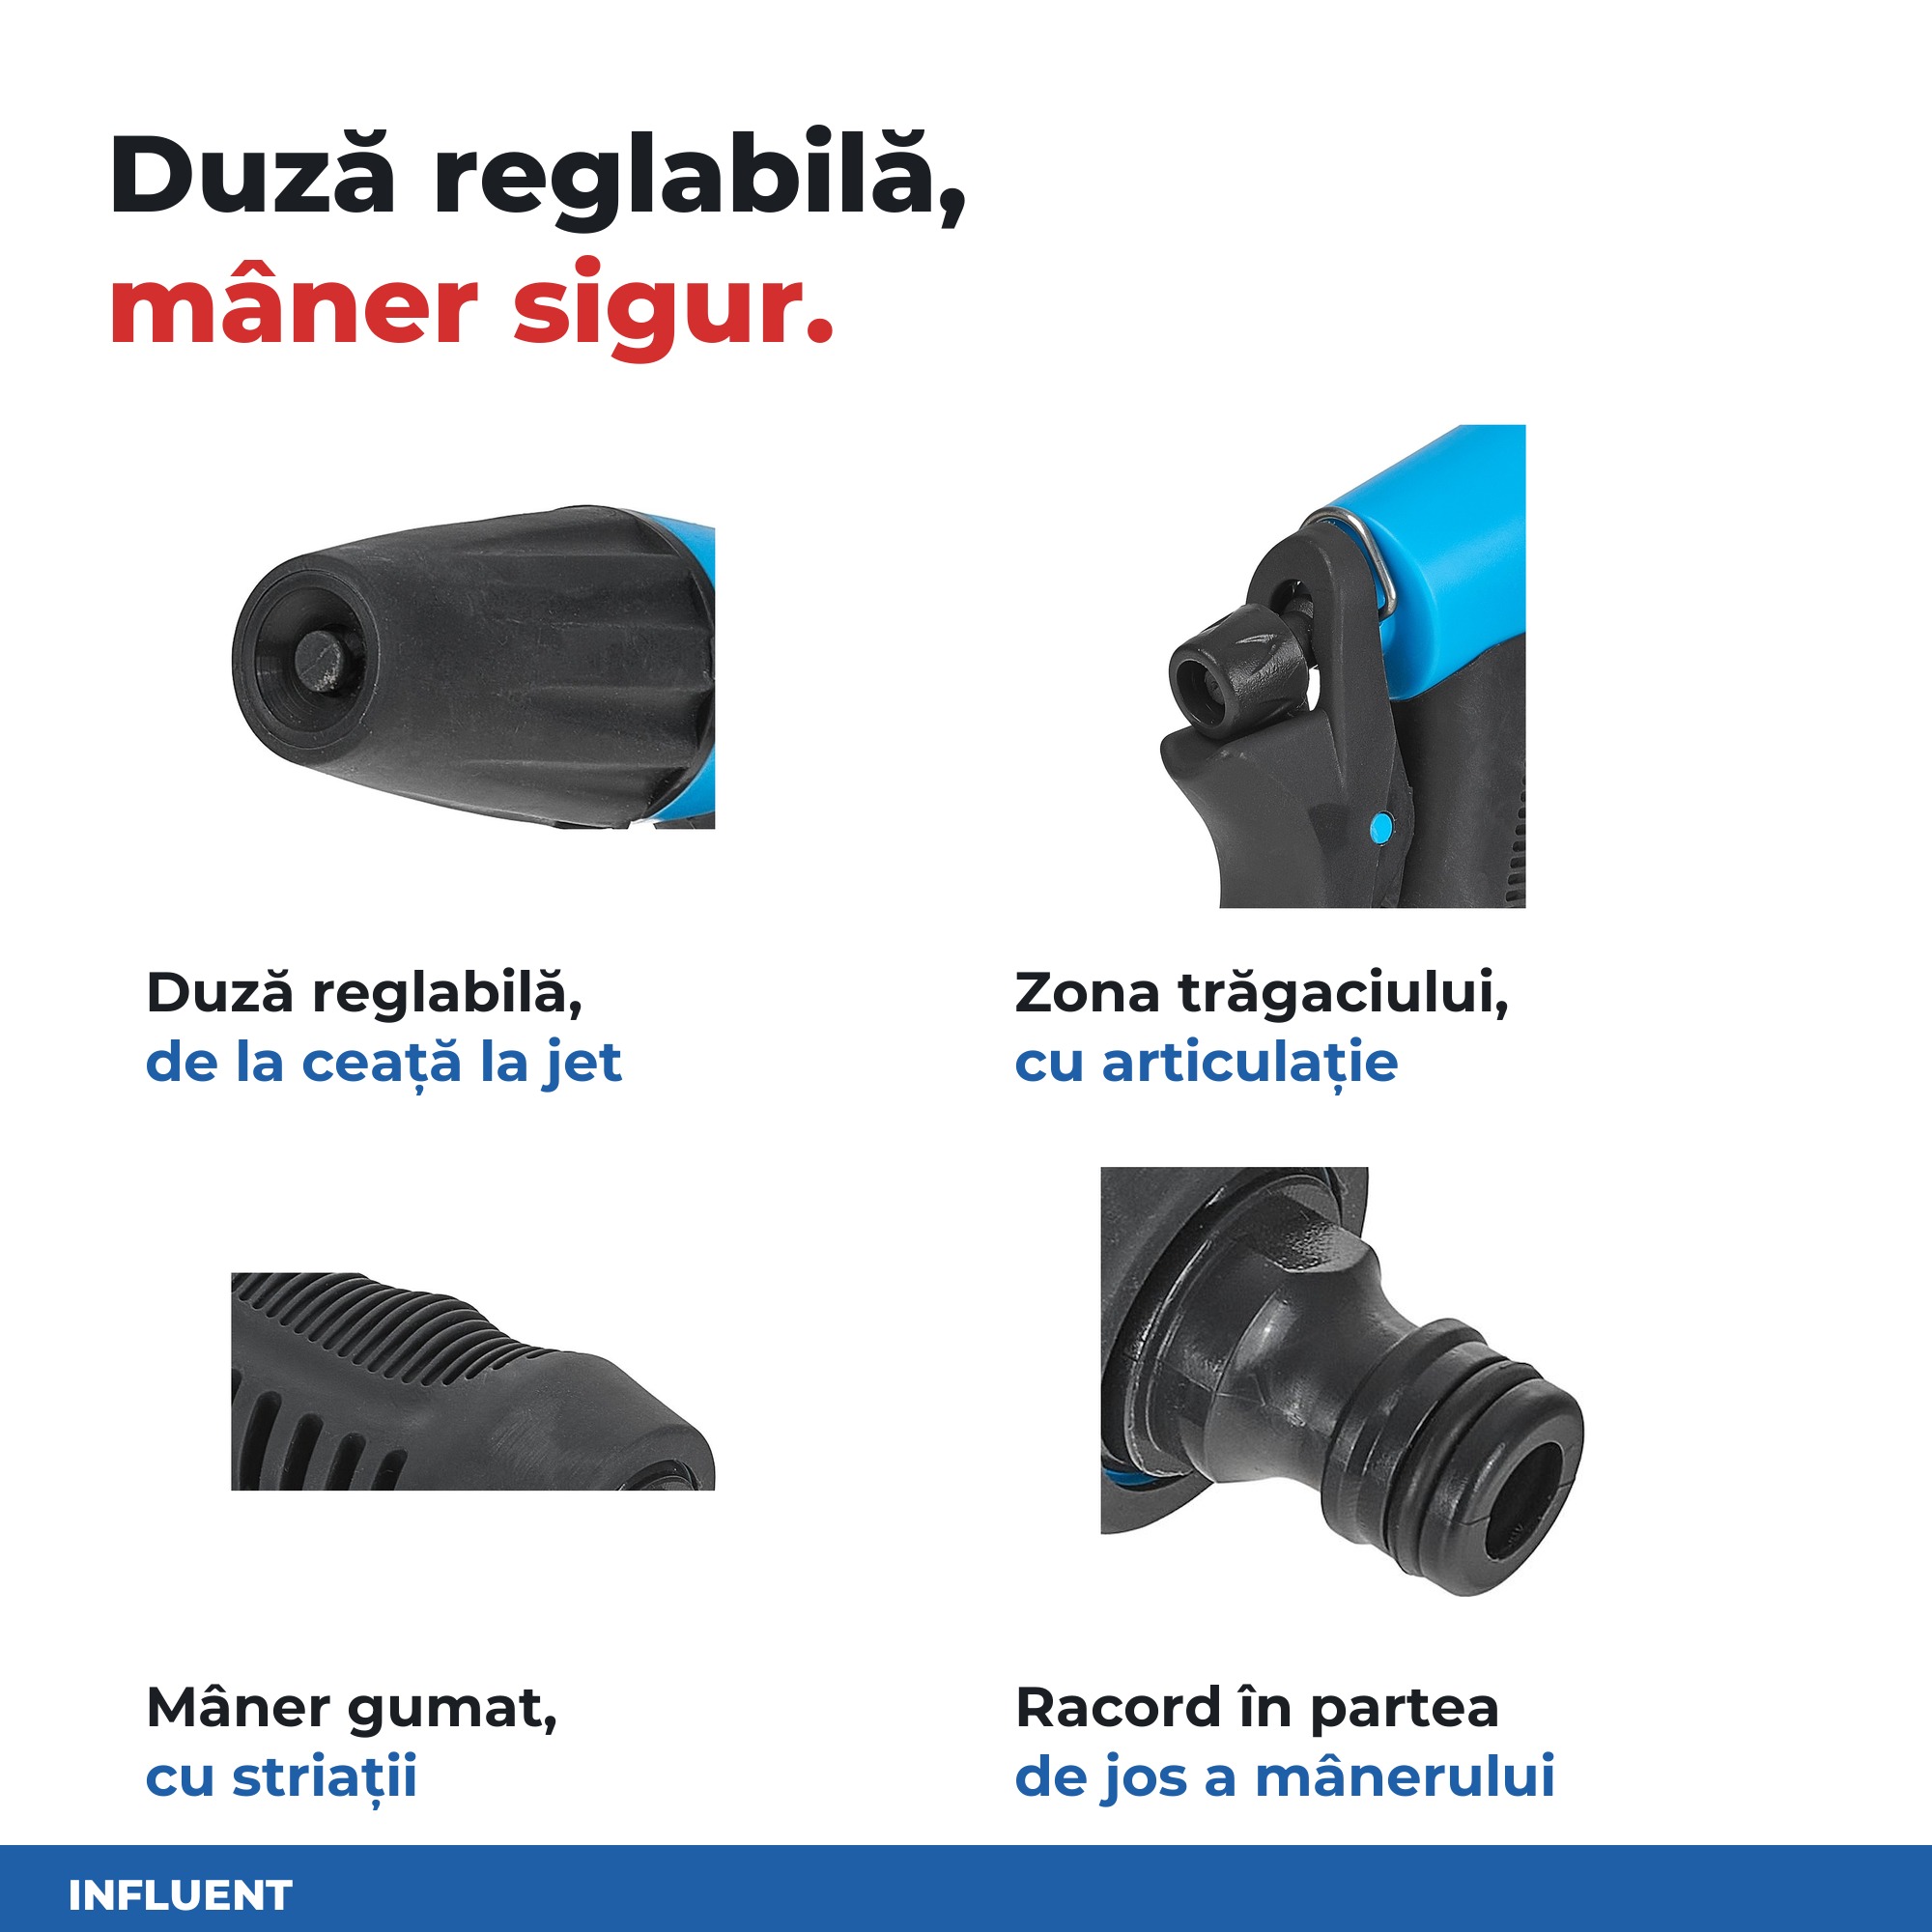 Duză reglabilă,
mâner sigur.
Duză reglabilă,
de la ceață la jet
Zona trăgaciului,
cu articulație
Mâner gumat,
cu striații
Racord în partea
de jos a mânerului
INFLUENT